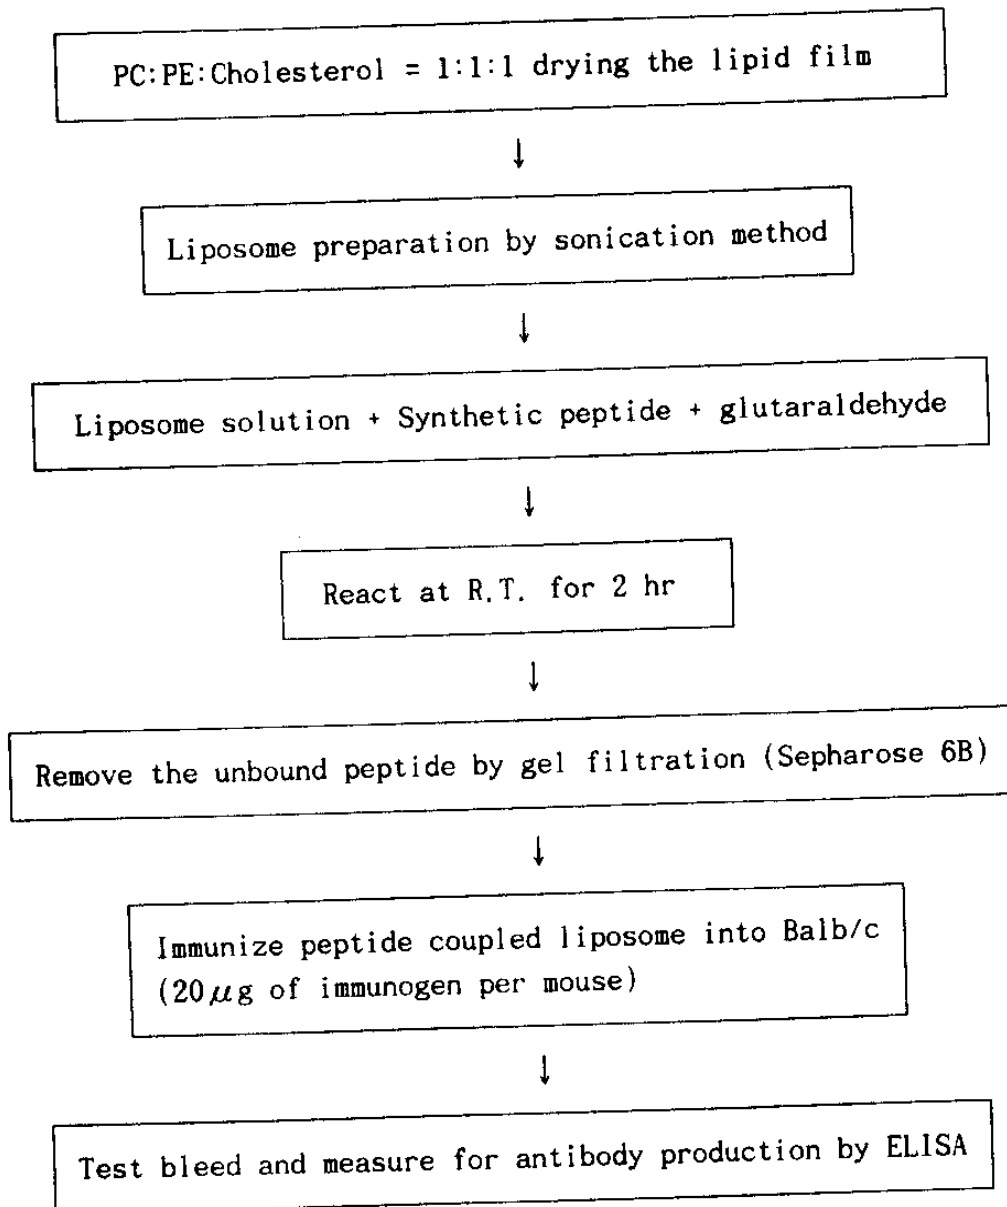 PC:PE:Cholesterol = 1:1:1 drying the lipid film
↓
Liposome preparation by sonication method
↓
Liposome solution + Synthetic peptide + glutaraldehyde
↓
React at R.T. for 2 hr
↓
Remove the unbound peptide by gel filtration (Sepharose 6B)
↓
Immunize peptide coupled liposome into Balb/c
(20μg of immunogen per mouse)
↓
Test bleed and measure for antibody production by ELISA